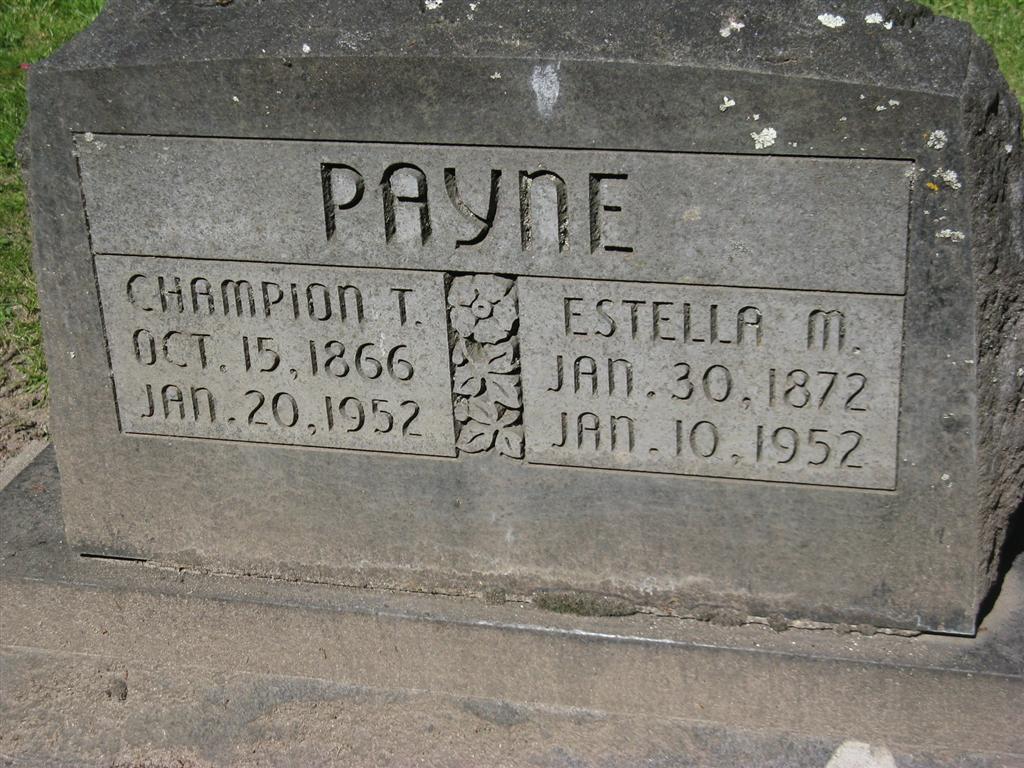 PAYNE
CHAMPION T.
OCT. 15, 1866
JAN. 20, 1952
ESTELLA M.
JAN. 30, 1872
JAN. 10, 1952